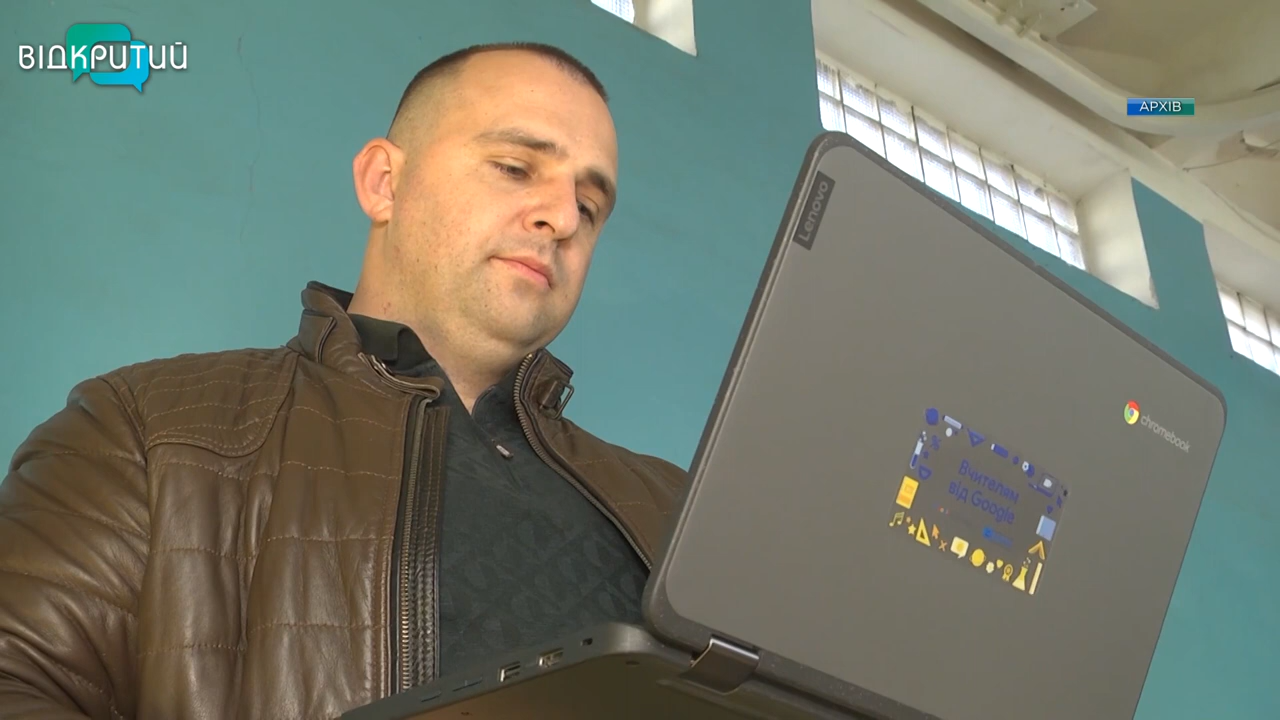 ВІДКРИТИЙ
АРХІВ
Lenovo
chromebook
Вчителям
від Google